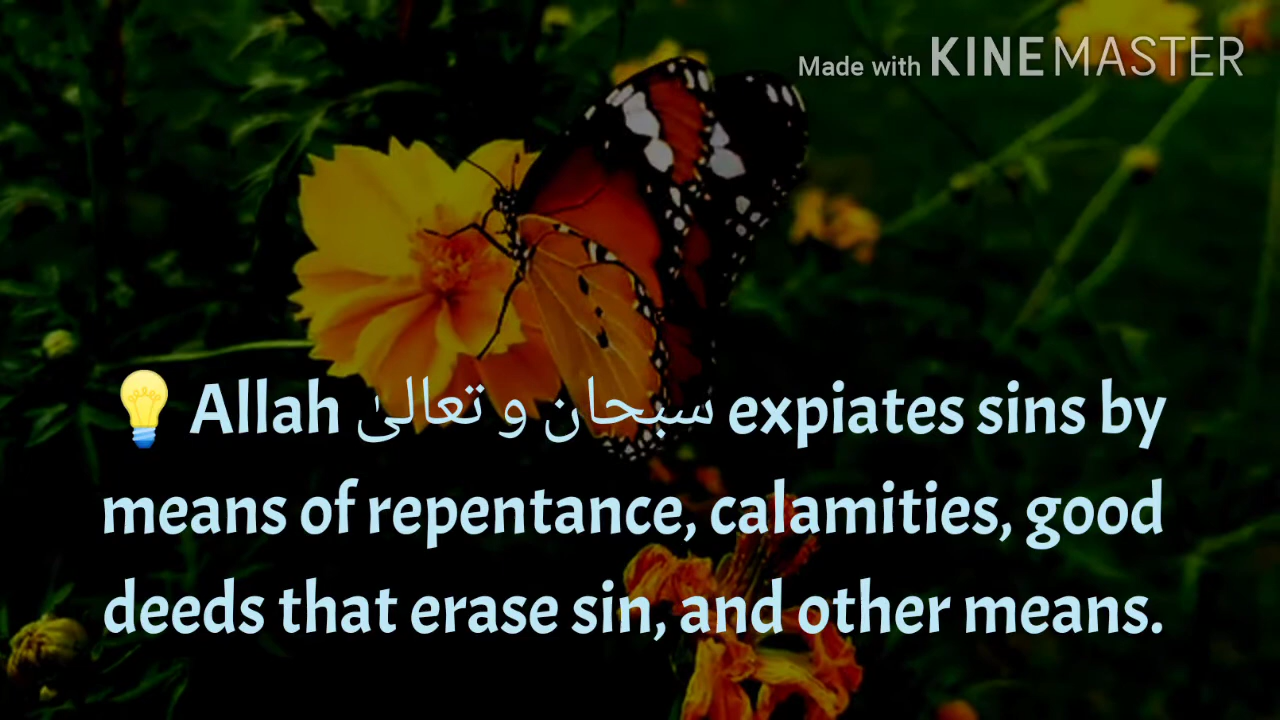 Made with KINEMASTER
💡 Allah سبحان و تعالیٰ expiates sins by
means of repentance, calamities, good
deeds that erase sin, and other means.